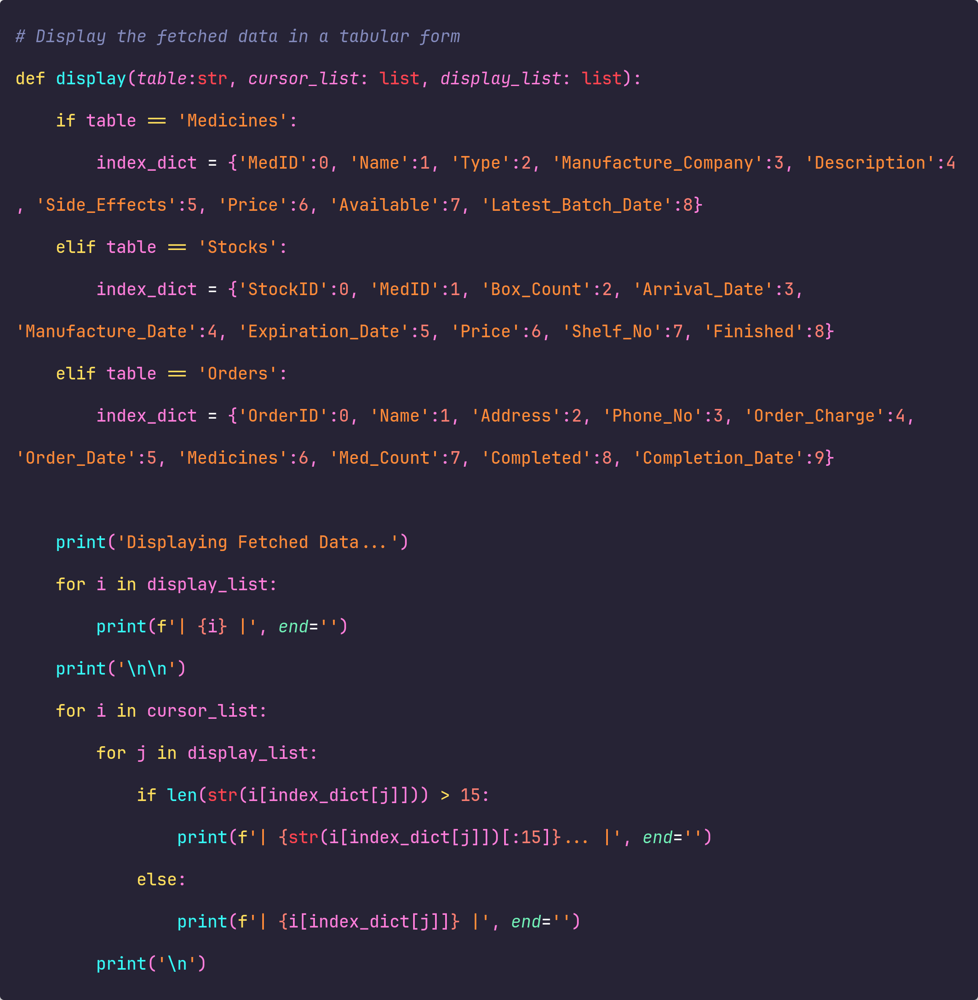 # Display the fetched data in a tabular form
def display(table:str, cursor_list: list, display_list: list):
    if table == 'Medicines':
        index_dict = {'MedID':0, 'Name':1, 'Type':2, 'Manufacture_Company':3, 'Description':4
, 'Side_Effects':5, 'Price':6, 'Available':7, 'Latest_Batch_Date':8}
    elif table == 'Stocks':
        index_dict = {'StockID':0, 'MedID':1, 'Box_Count':2, 'Arrival_Date':3,
'Manufacture_Date':4, 'Expiration_Date':5, 'Price':6, 'Shelf_No':7, 'Finished':8}
    elif table == 'Orders':
        index_dict = {'OrderID':0, 'Name':1, 'Address':2, 'Phone_No':3, 'Order_Charge':4,
'Order_Date':5, 'Medicines':6, 'Med_Count':7, 'Completed':8, 'Completion_Date':9}

    print('Displaying Fetched Data...')
    for i in display_list:
        print(f'| {i} |', end='')
    print('\n\n')
    for i in cursor_list:
        for j in display_list:
            if len(str(i[index_dict[j]])) > 15:
                print(f'| {str(i[index_dict[j]])[:15]}... |', end='')
            else:
                print(f'| {i[index_dict[j]]} |', end='')
        print('\n')